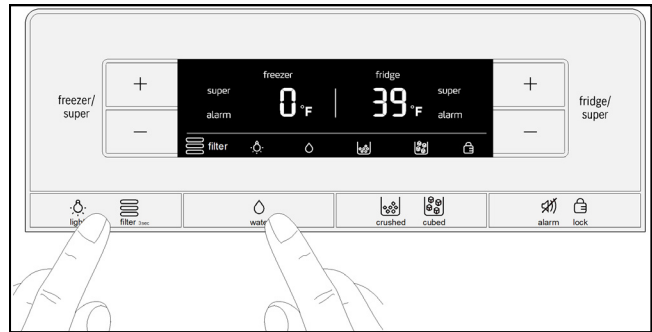 freezer/
super
+
−
freezer
fridge
super
super
0°F
39°F
alarm
alarm
filter
+
−
fridge/
super
light
filter 3sec
water
crushed
cubed
alarm
lock